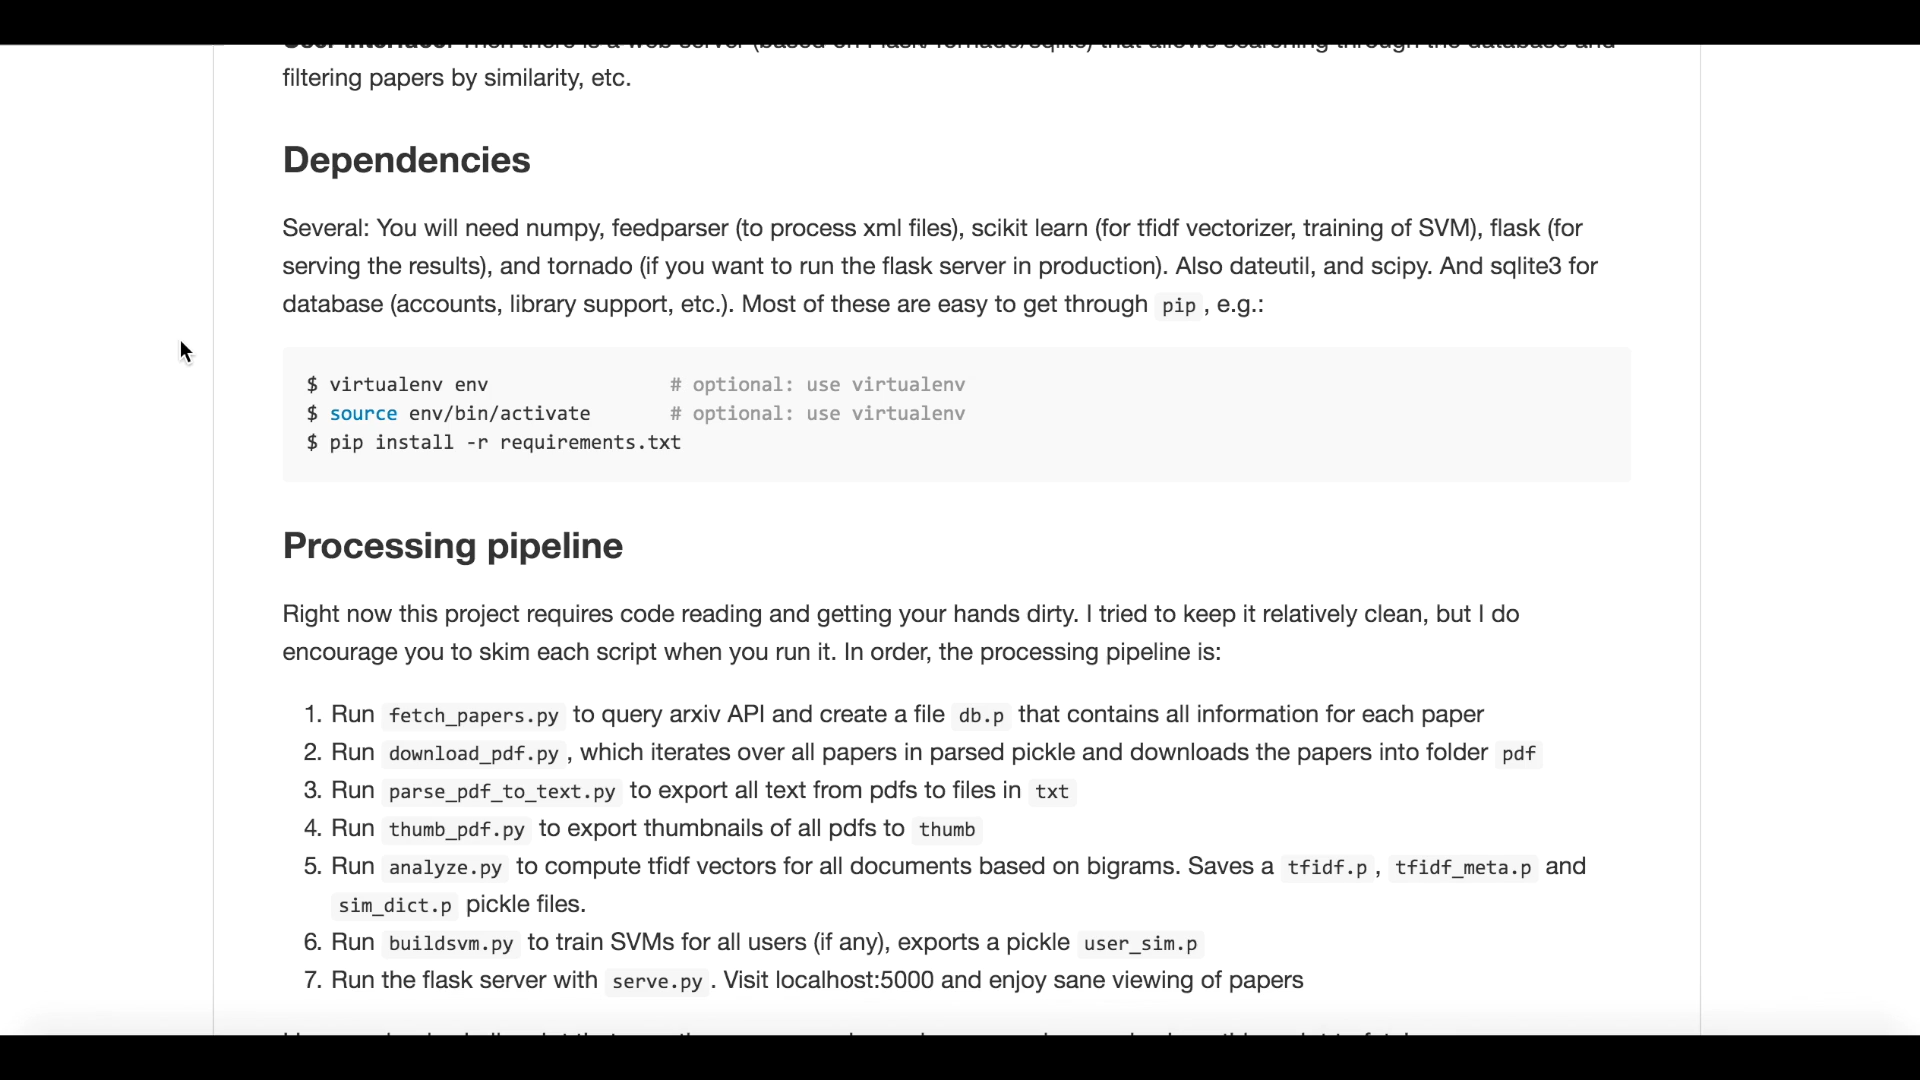 filtering papers by similarity, etc.
Dependencies
Several: You will need numpy, feedparser (to process xml files), scikit learn (for tfidf vectorizer, training of SVM), flask (for
serving the results), and tornado (if you want to run the flask server in production). Also dateutil, and scipy. And sqlite3 for
database (accounts, library support, etc.). Most of these are easy to get through pip , e.g.:
$ virtualenv env # optional: use virtualenv
$ source env/bin/activate # optional: use virtualenv
$ pip install -r requirements.txt
Processing pipeline
Right now this project requires code reading and getting your hands dirty. I tried to keep it relatively clean, but I do
encourage you to skim each script when you run it. In order, the processing pipeline is:
1. Run fetch_papers.py to query arxiv API and create a file db.p that contains all information for each paper
2. Run download_pdf.py , which iterates over all papers in parsed pickle and downloads the papers into folder pdf
3. Run parse_pdf_to_text.py to export all text from pdfs to files in txt
4. Run thumb_pdf.py to export thumbnails of all pdfs to thumb
5. Run analyze.py to compute tfidf vectors for all documents based on bigrams. Saves a tfidf.p , tfidf_meta.p and
sim_dict.p pickle files.
6. Run buildsvm.py to train SVMs for all users (if any), exports a pickle user_sim.p
7. Run the flask server with serve.py . Visit localhost:5000 and enjoy sane viewing of papers